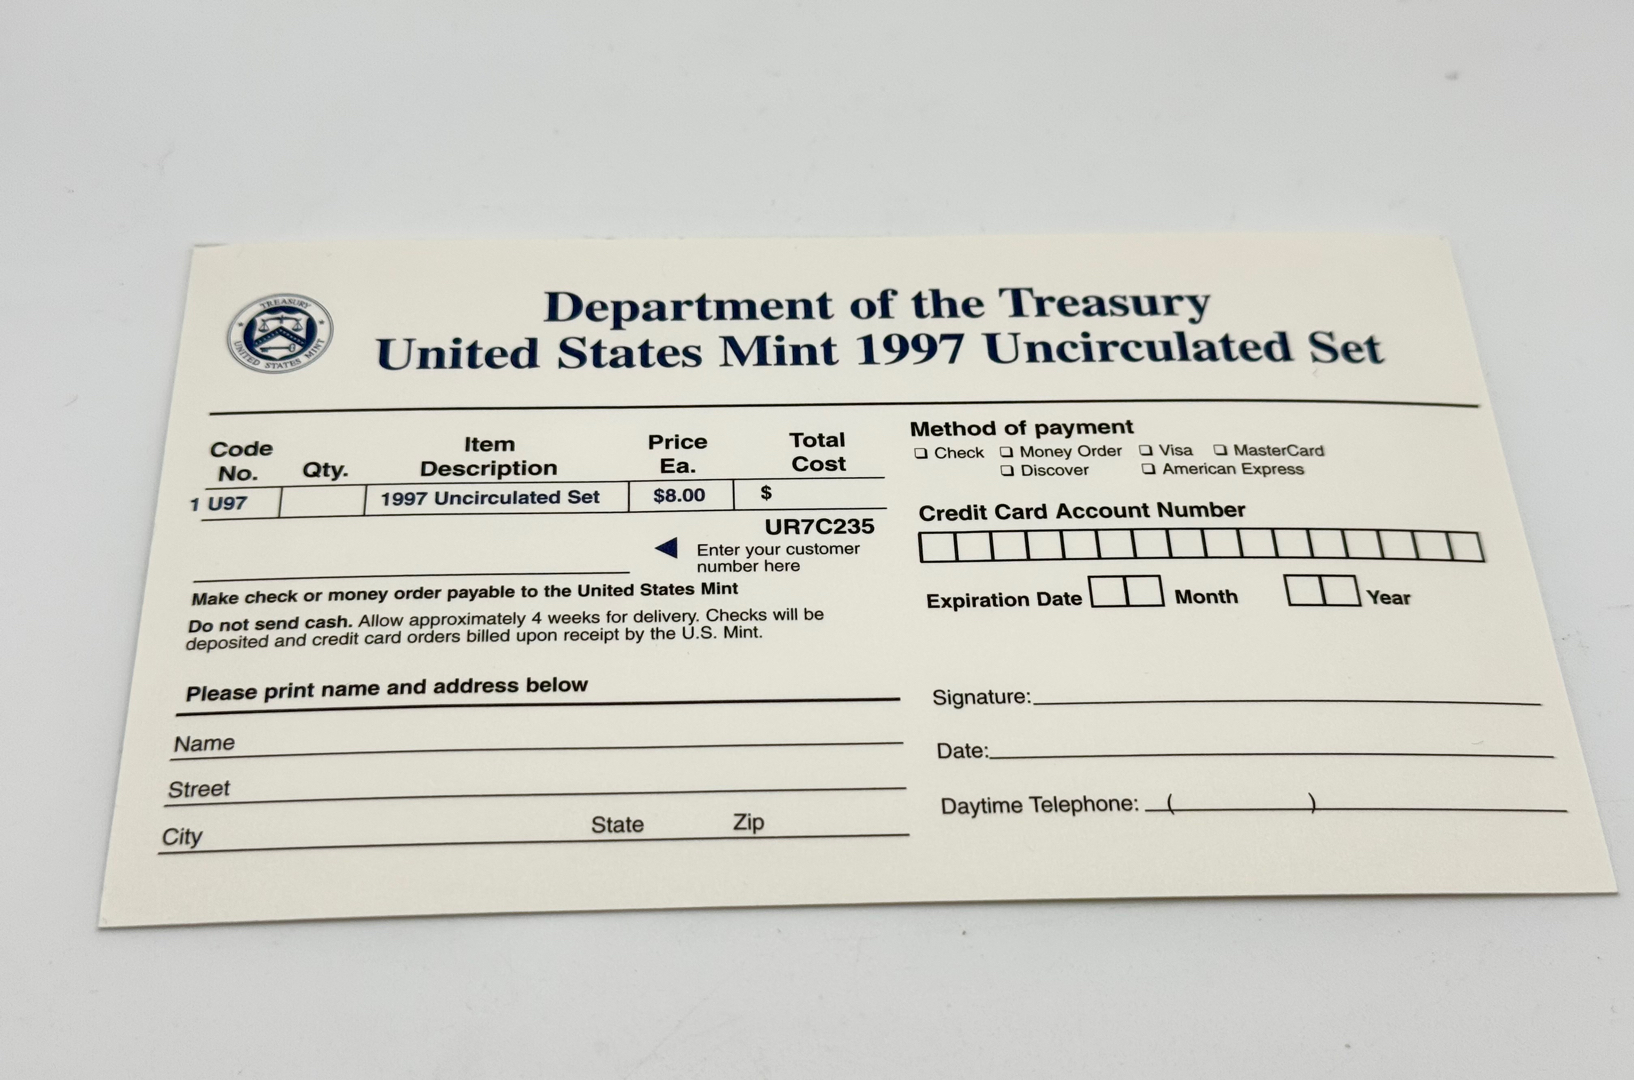 TREASURY
UNITED STATES MINT
Department of the Treasury
United States Mint 1997 Uncirculated Set
Code No. Qty. Item Description Price Ea. Total Cost
1 U97 1997 Uncirculated Set $8.00 $
UR7C235
Enter your customer
number here
Make check or money order payable to the United States Mint
Do not send cash. Allow approximately 4 weeks for delivery. Checks will be
deposited and credit card orders billed upon receipt by the U.S. Mint.
Please print name and address below
Name
Street
City State Zip
Method of payment
❏ Check ❏ Money Order ❏ Visa ❏ MasterCard
❏ Discover ❏ American Express
Credit Card Account Number
Expiration Date Month Year
Signature:
Date:
Daytime Telephone: ( )